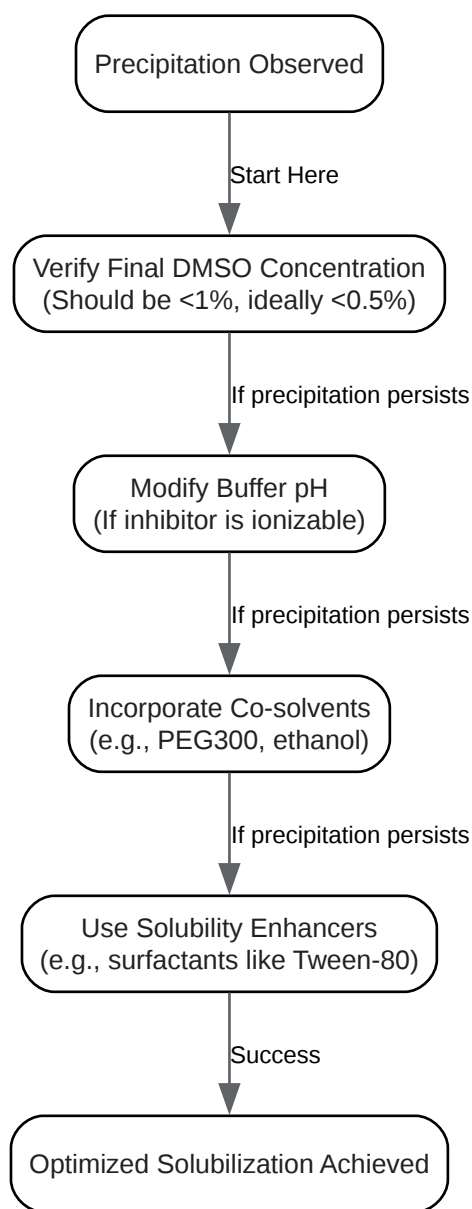 Precipitation Observed
Start Here
Verify Final DMSO Concentration
(Should be <1%, ideally <0.5%)
If precipitation persists
Modify Buffer pH
(If inhibitor is ionizable)
If precipitation persists
Incorporate Co-solvents
(e.g., PEG300, ethanol)
If precipitation persists
Use Solubility Enhancers
(e.g., surfactants like Tween-80)
Success
Optimized Solubilization Achieved